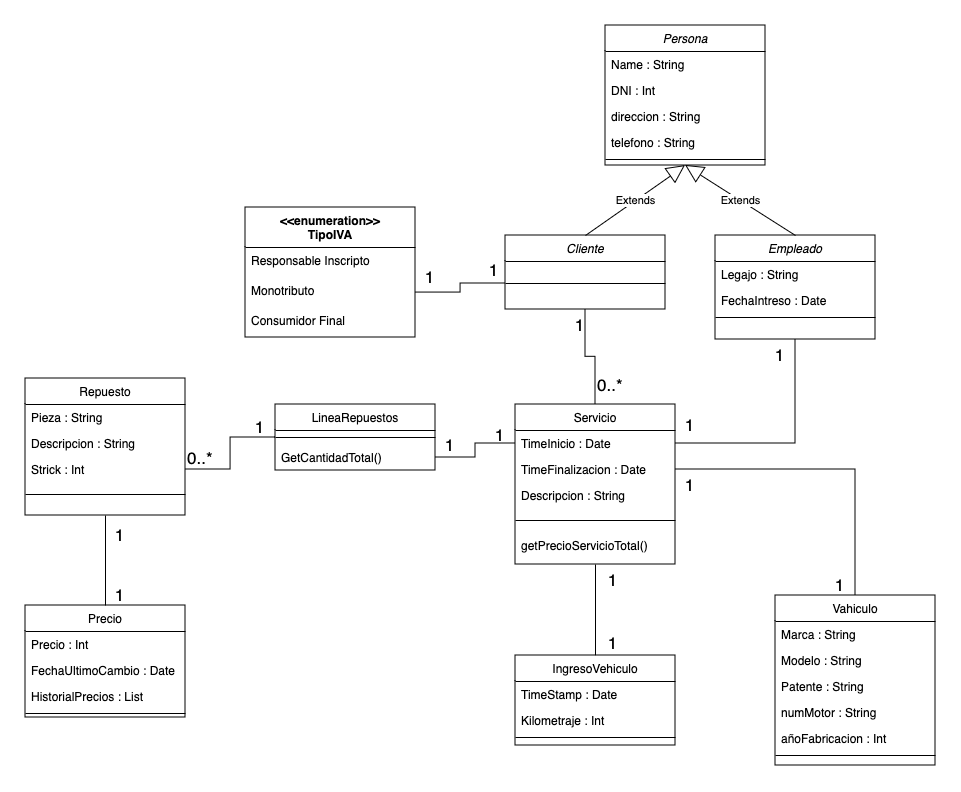 Persona
Name : String
DNI : Int
direccion : String
telefono : String
Extends
Extends
<<enumeration>>
TipoIVA
Responsable Inscripto
Monotributo
Consumidor Final
1
1
Cliente
1
0..*
Empleado
Legajo : String
FechaIntreso : Date
1
Repuesto
Pieza : String
Descripcion : String
Strick : Int
0..*
1
LineaRepuestos
GetCantidadTotal()
1
1
Servicio
TimeInicio : Date
TimeFinalizacion : Date
Descripcion : String
getPrecioServicioTotal()
1
1
1
1
Precio
Precio : Int
FechaUltimoCambio : Date
HistorialPrecios : List
1
1
IngresoVehiculo
TimeStamp : Date
Kilometraje : Int
1
Vahiculo
Marca : String
Modelo : String
Patente : String
numMotor : String
añoFabricacion : Int